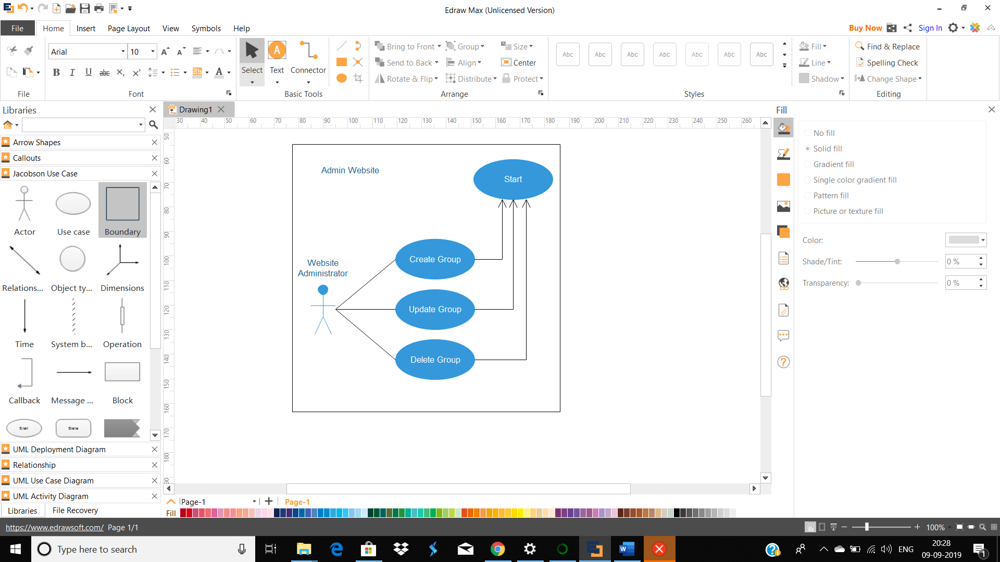 Edraw Max (Unlicensed Version)
File Home Insert Page Layout View Symbols Help
Buy Now Sign In
Arial 10
B I U abc X₂ X² A
File Font
Select Text Connector
Basic Tools
Bring to Front Group Size
Send to Back Align Center
Rotate & Flip Distribute Protect
Arrange
Abc Abc Abc Abc Abc Abc Abc
Styles
Fill
Line
Shadow
Find & Replace
Spelling Check
Change Shape
Editing
Libraries
Drawing1
Arrow Shapes
Callouts
Jacobson Use Case
Actor Use case Boundary
Relations... Object ty... Dimensions
Time System b... Operation
Callback Message ... Block
Start State
UML Deployment Diagram
Relationship
UML Use Case Diagram
UML Activity Diagram
Libraries File Recovery
30 40 50 60 70 80 90 100 110 120 130 140 150 160 170 180 190 200 210 220 230 240 250 260
50
60
70
80
90
100
110
120
130
140
150
160
170
180
90
Admin Website
Start
Website
Administrator
Create Group
Update Group
Delete Group
Page-1 Page-1
Fill
Fill
No fill
Solid fill
Gradient fill
Single color gradient fill
Pattern fill
Picture or texture fill
Color:
Shade/Tint: 0 %
Transparency: 0 %
https://www.edrawsoft.com/ Page 1/1
100%
Type here to search
ENG
20:28
09-09-2019
1